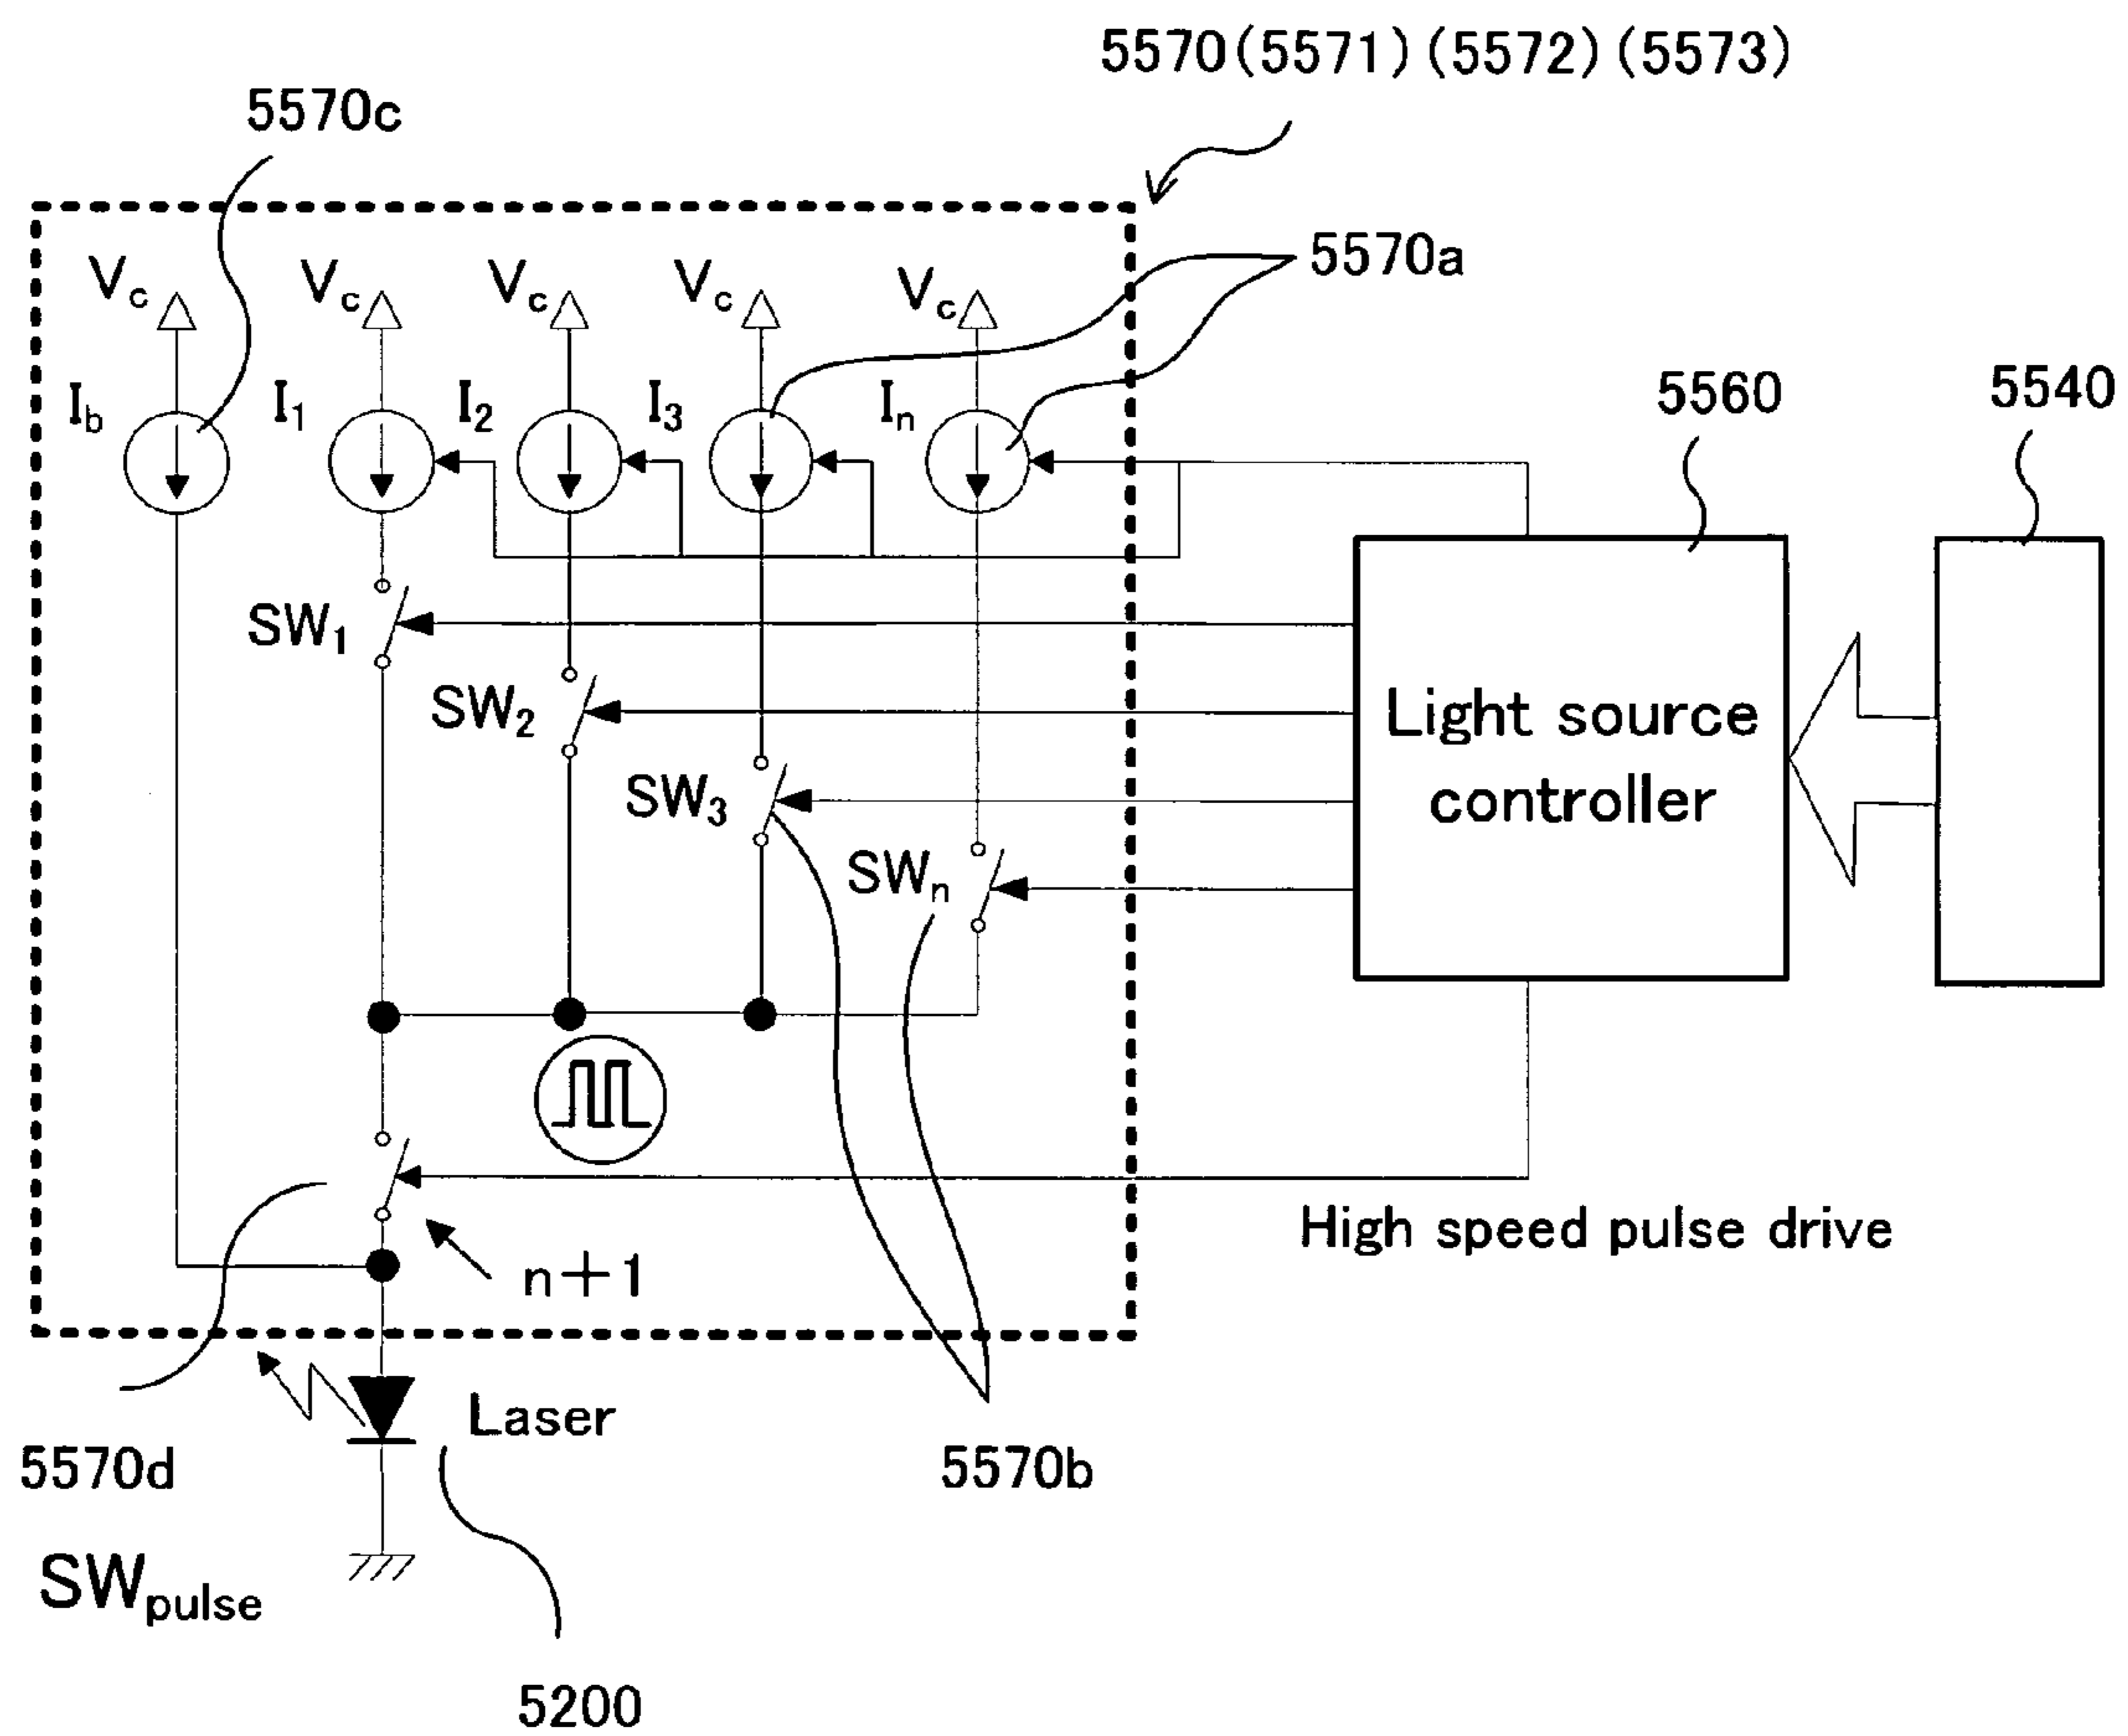 5570(5571)(5572)(5573)
5570c
5570a
Vc Vc Vc Vc Vc
5560
5540
Ib I1 I2 I3 In
SW1
SW2
Light source
controller
SW3
SWn
High speed pulse drive
n+1
Laser
5570d
5570b
SWpulse
5200